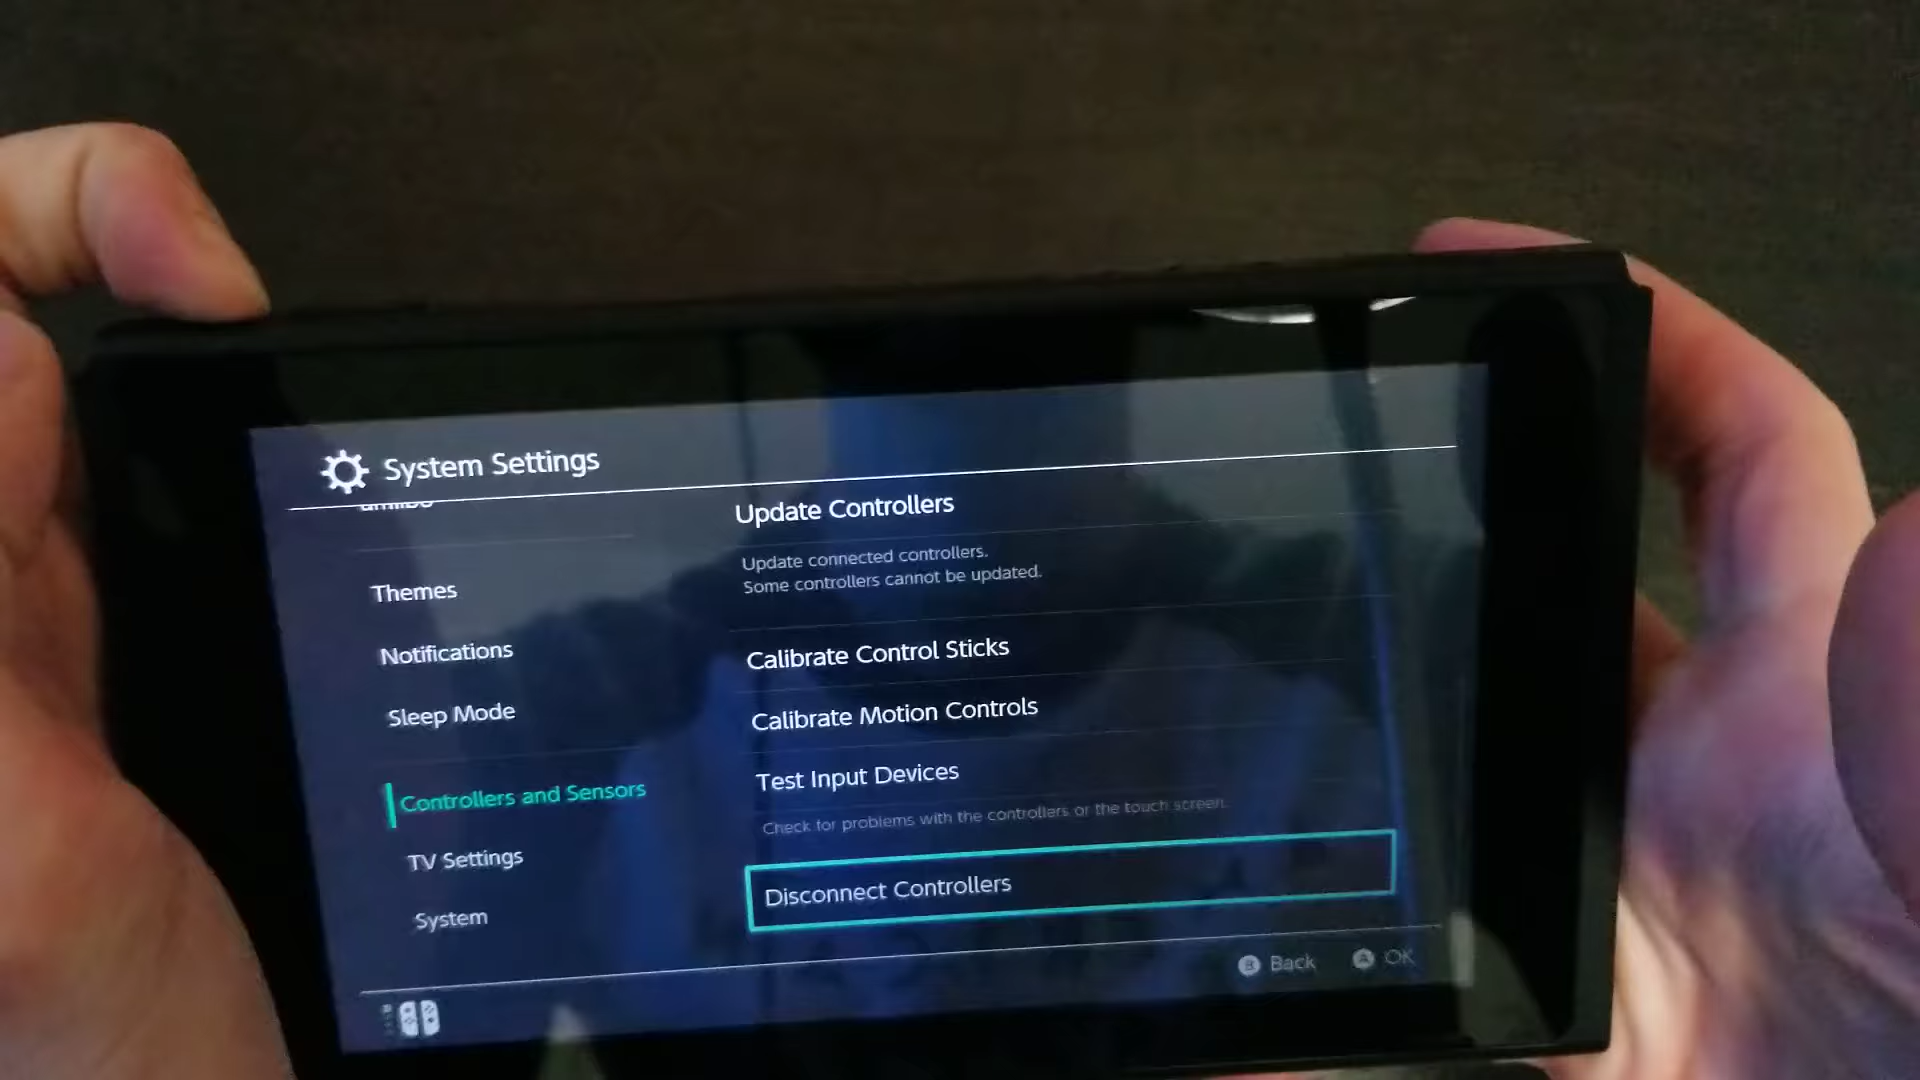 System Settings
amiibo
Themes
Notifications
Sleep Mode
Controllers and Sensors
TV Settings
System
Update Controllers
Update connected controllers.
Some controllers cannot be updated.
Calibrate Control Sticks
Calibrate Motion Controls
Test Input Devices
Check for problems with the controllers or the touch screen.
Disconnect Controllers
B Back
A OK